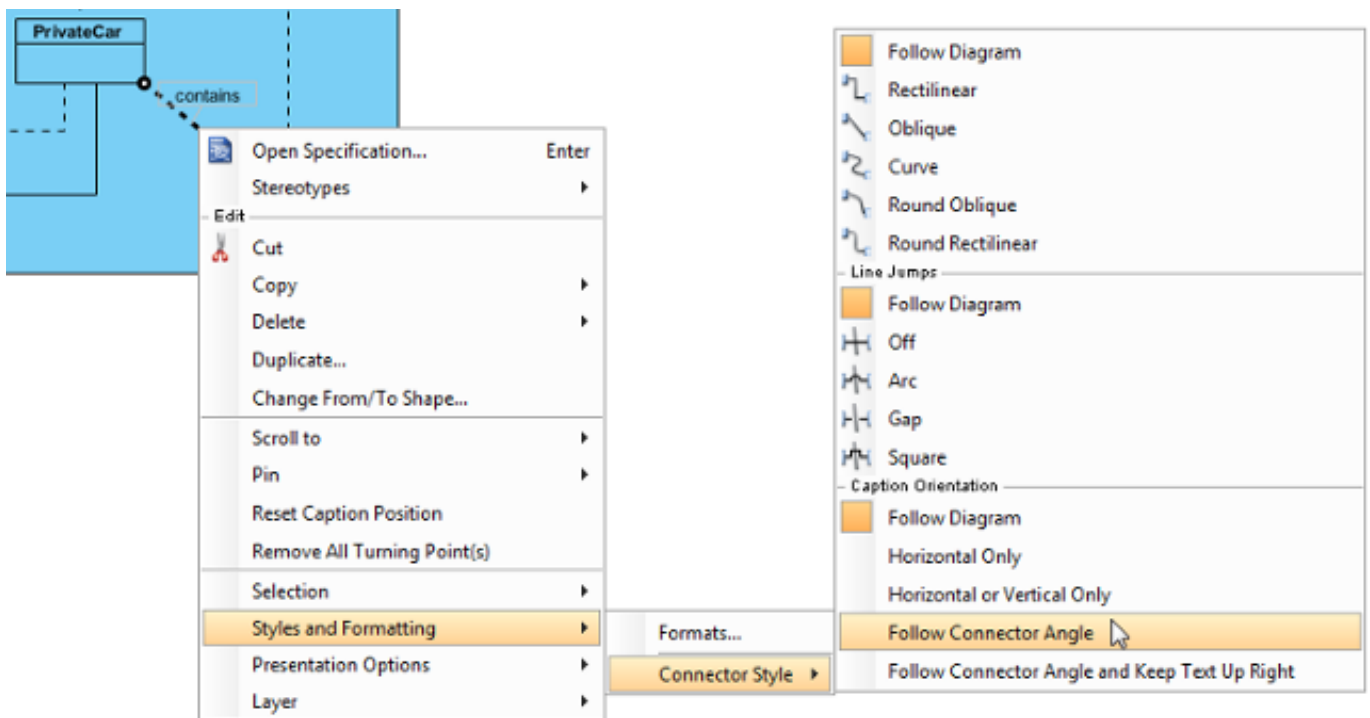 PrivateCar
contains
Open Specification... Enter
Stereotypes
Edit
Cut
Copy
Delete
Duplicate...
Change From/To Shape...
Scroll to
Pin
Reset Caption Position
Remove All Turning Point(s)
Selection
Styles and Formatting
Presentation Options
Layer
Formats...
Connector Style
Follow Diagram
Rectilinear
Oblique
Curve
Round Oblique
Round Rectilinear
Line Jumps
Follow Diagram
Off
Arc
Gap
Square
Caption Orientation
Follow Diagram
Horizontal Only
Horizontal or Vertical Only
Follow Connector Angle
Follow Connector Angle and Keep Text Up Right